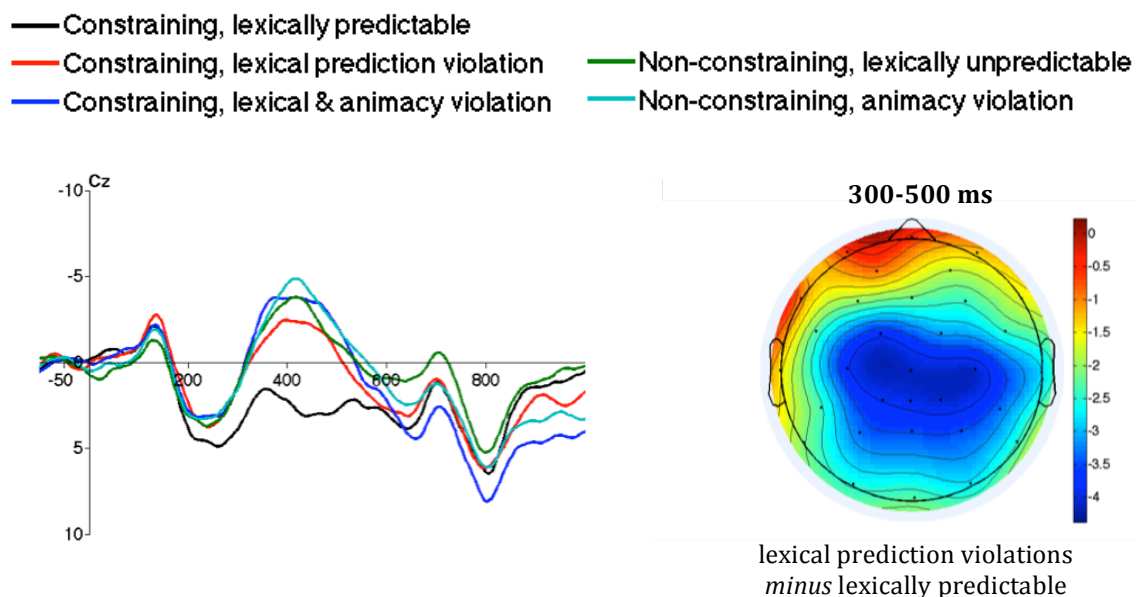 Constraining, lexically predictable
Constraining, lexical prediction violation
Non-constraining, lexically unpredictable
Constraining, lexical & animacy violation
Non-constraining, animacy violation
-10
Cz
-5
0
-50
200
400
600
800
5
10
300-500 ms
0
-0.5
-1
-1.5
-2
-2.5
-3
-3.5
-4
lexical prediction violations
minus lexically predictable